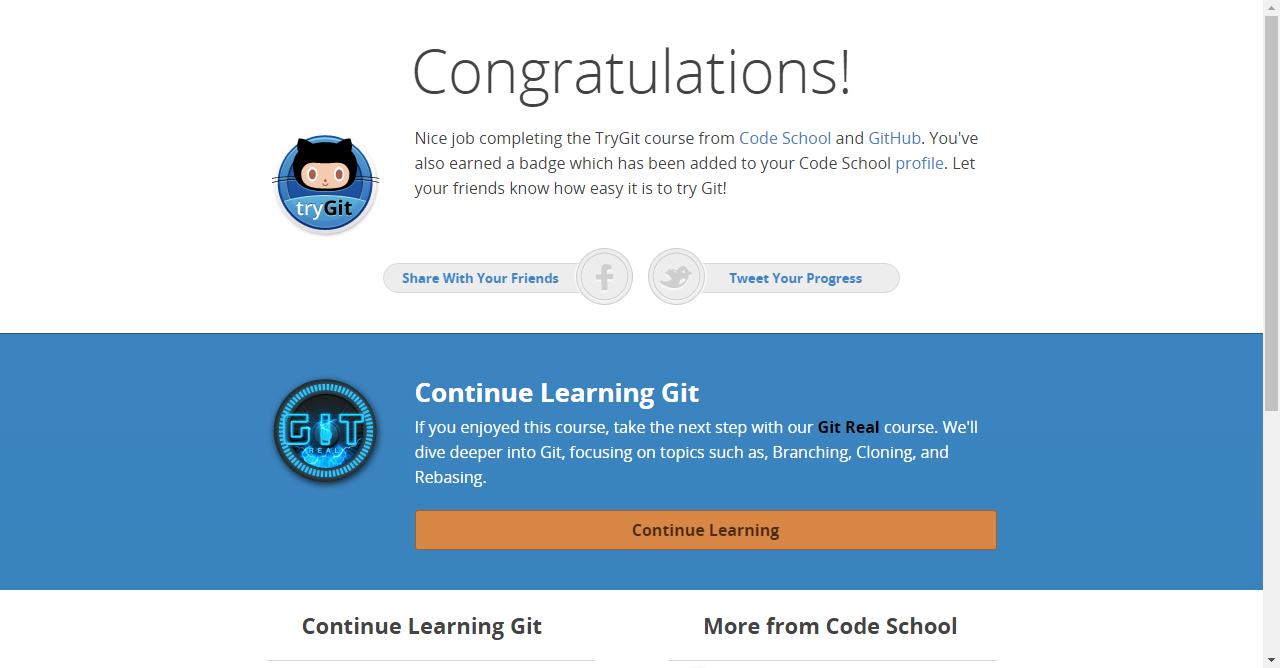 Congratulations!
Nice job completing the TryGit course from Code School and GitHub. You've
also earned a badge which has been added to your Code School profile. Let
your friends know how easy it is to try Git!
tryGit
Share With Your Friends
Tweet Your Progress
Continue Learning Git
If you enjoyed this course, take the next step with our Git Real course. We'll
dive deeper into Git, focusing on topics such as, Branching, Cloning, and
Rebasing.
GIT
REAL
Continue Learning
Continue Learning Git
More from Code School